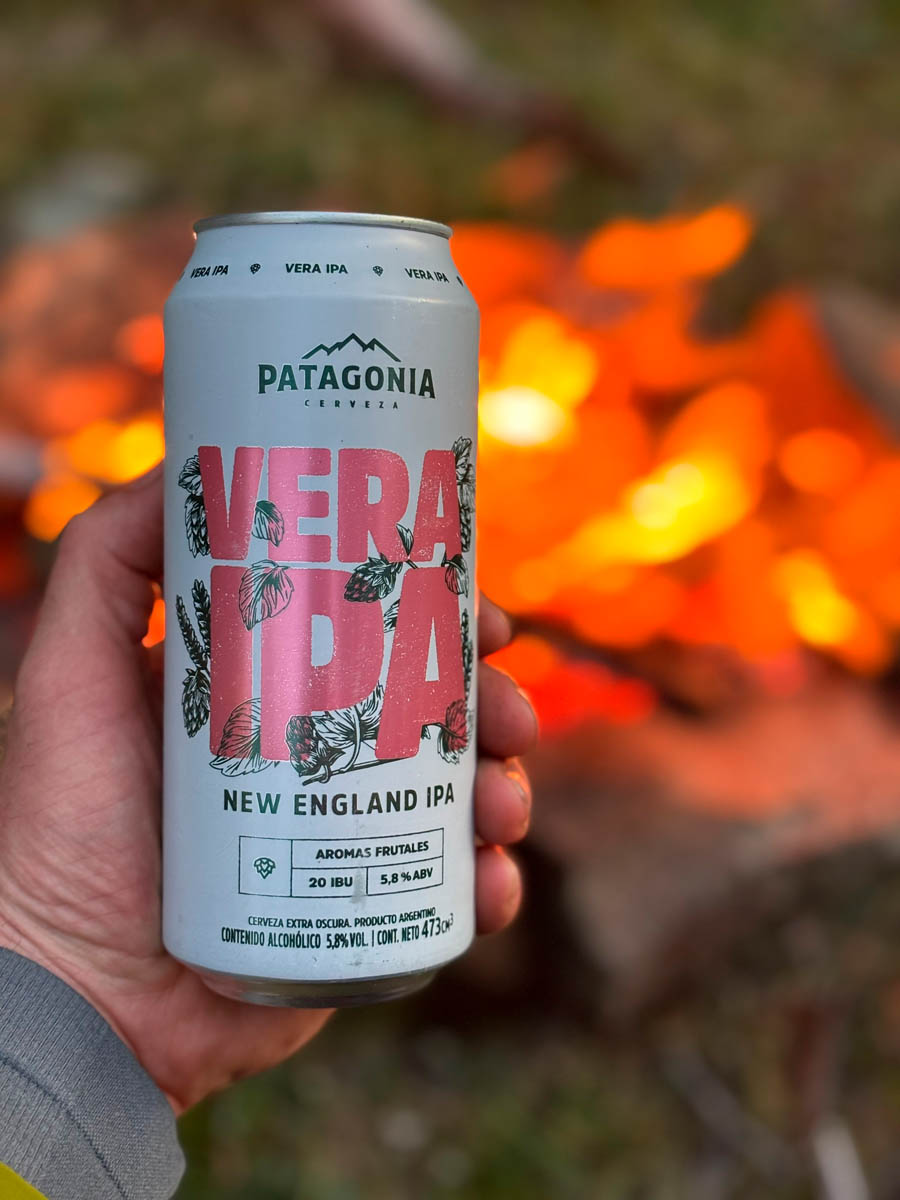 VERA IPA VERA IPA VERA IPA
PATAGONIA
CERVEZA
VERA
IPA
NEW ENGLAND IPA
AROMAS FRUTALES
20 IBU 5,8 % ABV
CERVEZA EXTRA OSCURA. PRODUCTO ARGENTINO
CONTENIDO ALCOHÓLICO 5,8% VOL. | CONT. NETO 473 CM³